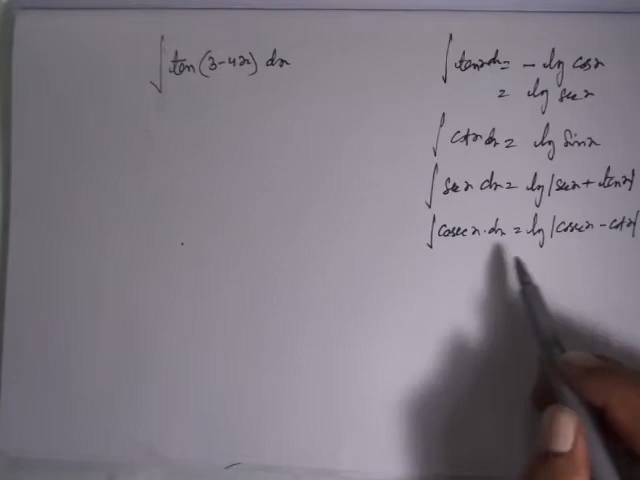 ∫ tan(3-4x) dx
∫ tanx dx = - log cosx
= log secx
∫ cotx dx = log sinx
∫ secx dx = log|secx + tanx|
∫ cosecx·dx = log|cosecx - cotx|